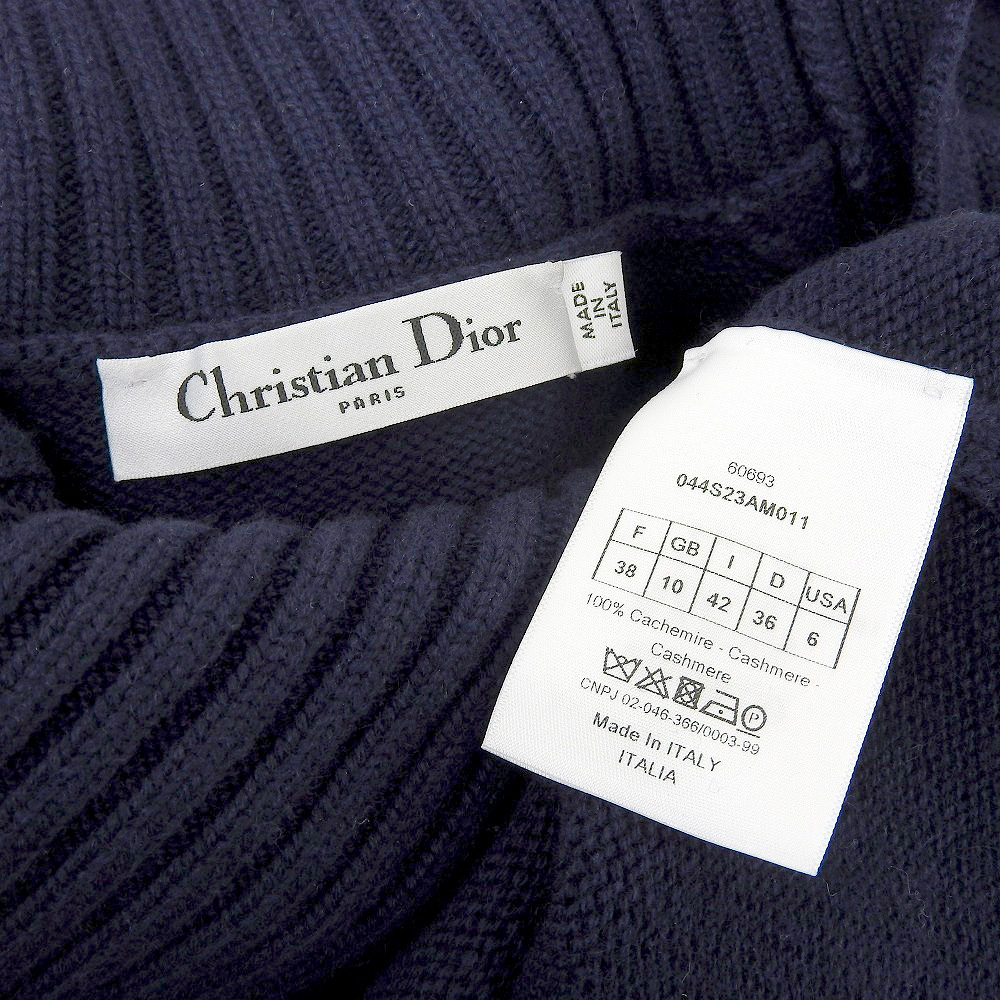 Christian Dior
PARIS
MADE
IN
ITALY
60693
044S23AM011
F GB I D USA
38 10 42 36 6
100% Cachemire - Cashmere -
Cashmere
P
CNPJ 02-046-366/0003-99
Made In ITALY
ITALIA